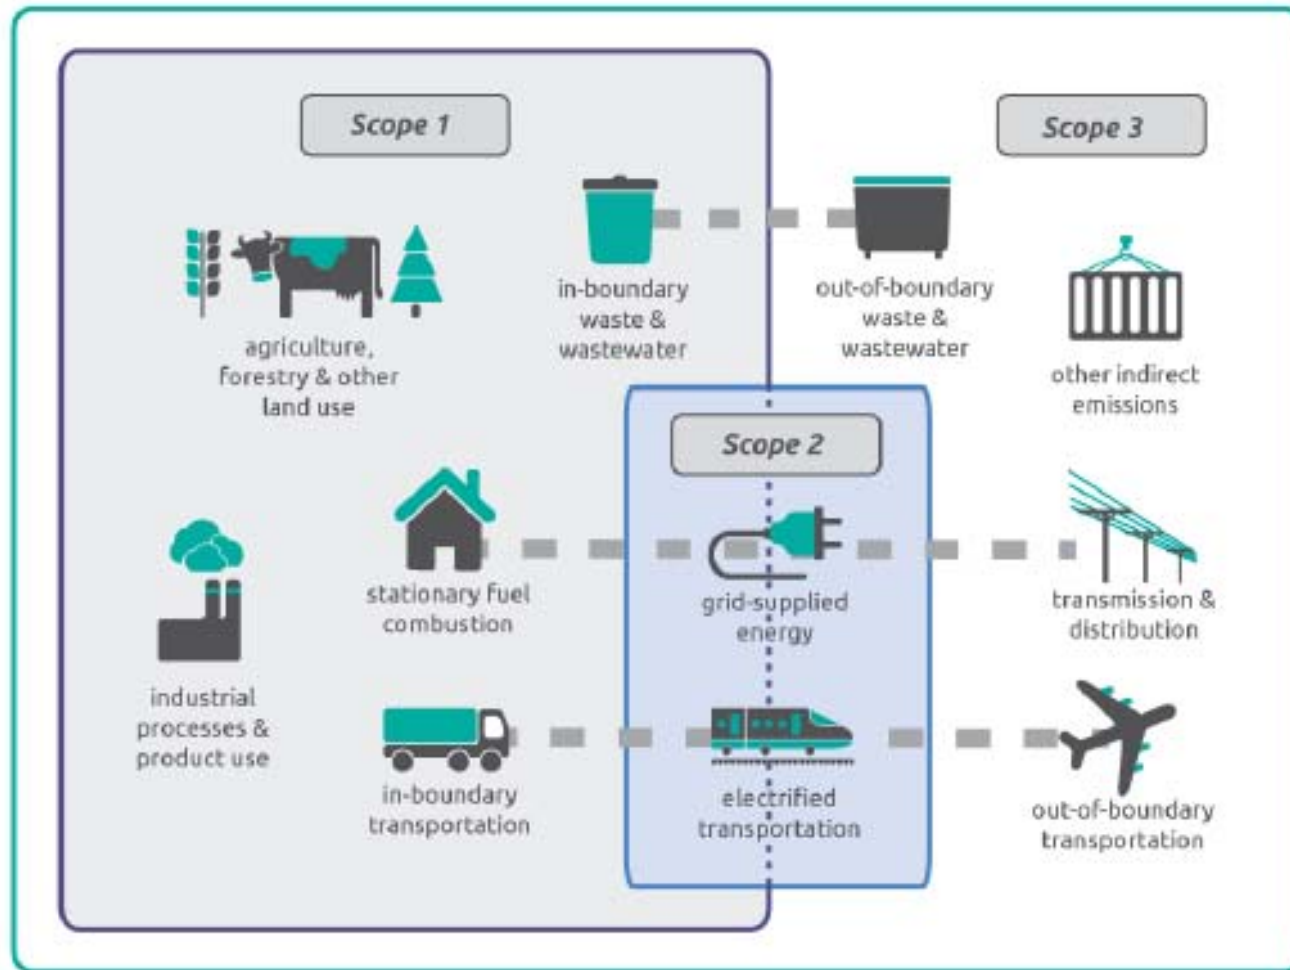 Scope 1
Scope 3
in-boundary
waste &
wastewater
out-of-boundary
waste &
wastewater
agriculture,
forestry & other
land use
other indirect
emissions
Scope 2
stationary fuel
combustion
grid-supplied
energy
transmission &
distribution
industrial
processes &
product use
in-boundary
transportation
electrified
transportation
out-of-boundary
transportation